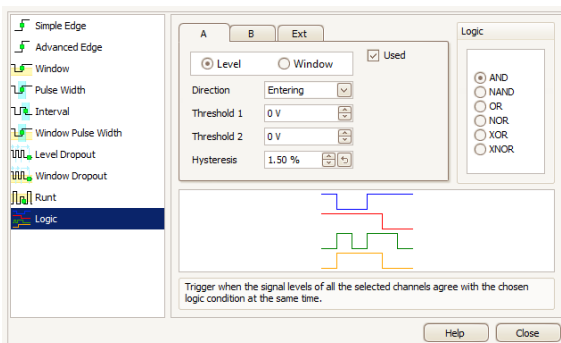 Simple Edge
Advanced Edge
Window
Pulse Width
Interval
Window Pulse Width
Level Dropout
Window Dropout
Runt
Logic
A B Ext
Level Window Used
Direction Entering
Threshold 1 0 V
Threshold 2 0 V
Hysteresis 1.50 %
Logic
AND
NAND
OR
NOR
XOR
XNOR
Trigger when the signal levels of all the selected channels agree with the chosen
logic condition at the same time.
Help Close